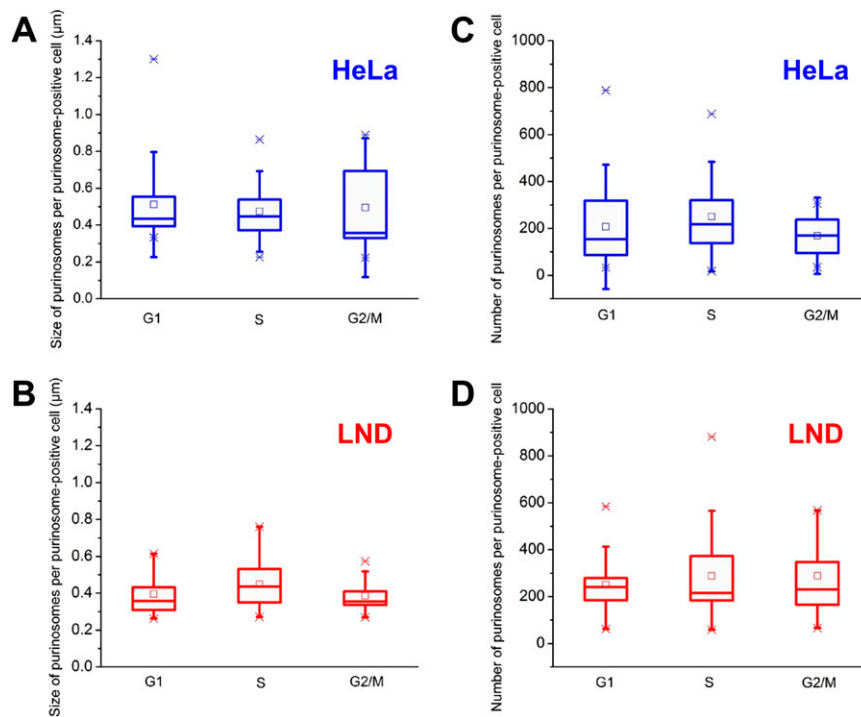 A
Size of purinosomes per purinosome-positive cell (µm)
1.4
1.2
1.0
0.8
0.6
0.4
0.2
0.0
HeLa
G1
S
G2/M
C
Number of purinosomes per purinosome-positive cell
1000
800
600
400
200
0
HeLa
G1
S
G2/M
B
Size of purinosomes per purinosome-positive cell (µm)
1.4
1.2
1.0
0.8
0.6
0.4
0.2
0.0
LND
G1
S
G2/M
D
Number of purinosomes per purinosome-positive cell
1000
800
600
400
200
0
LND
G1
S
G2/M